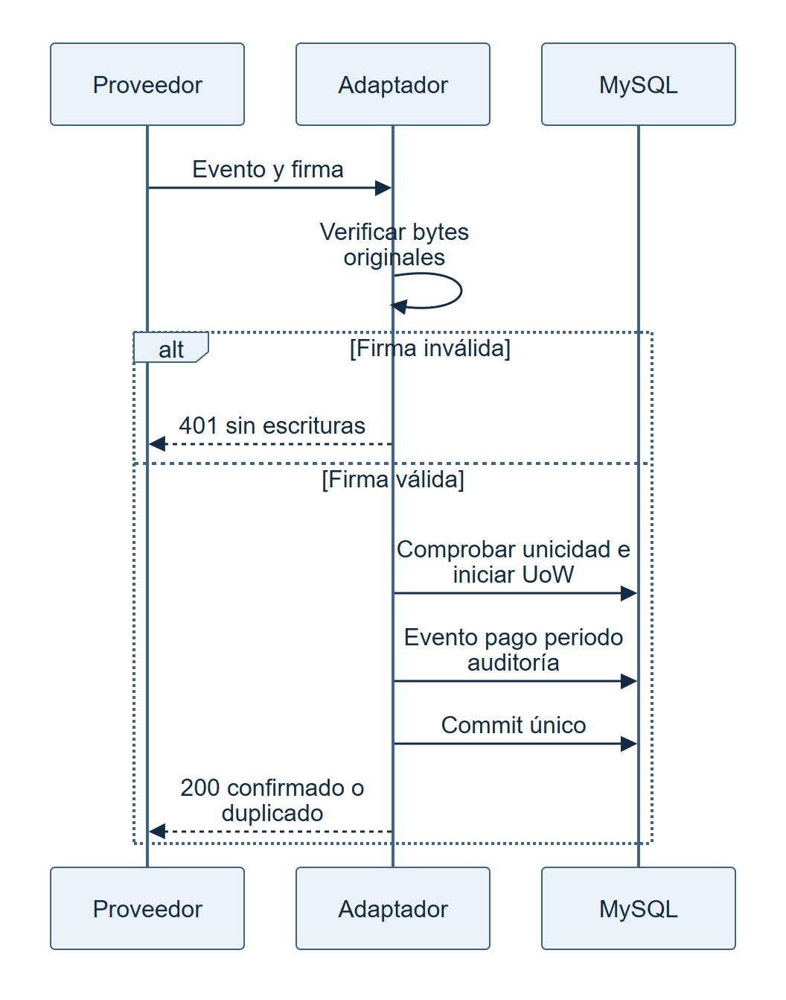 Proveedor
Adaptador
MySQL
Evento y firma
Verificar bytes
originales
alt
[Firma inválida]
401 sin escrituras
[Firma válida]
Comprobar unicidad e
iniciar UoW
Evento pago periodo
auditoría
Commit único
200 confirmado o
duplicado
Proveedor
Adaptador
MySQL